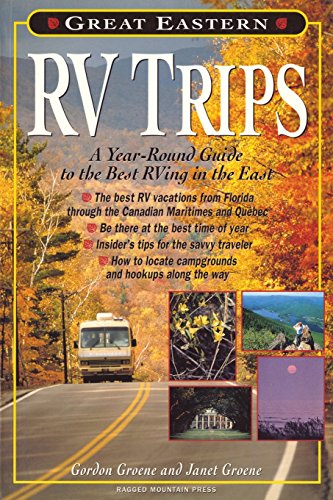 GREAT EASTERN
RV TRIPS
A Year-Round Guide
to the Best RVing in the East
The best RV vacations from Florida
through the Canadian Maritimes and Québec
Be there at the best time of year
Insider's tips for the savvy traveler
How to locate campgrounds
and hookups along the way
Gordon Groene and Janet Groene
RAGGED MOUNTAIN PRESS